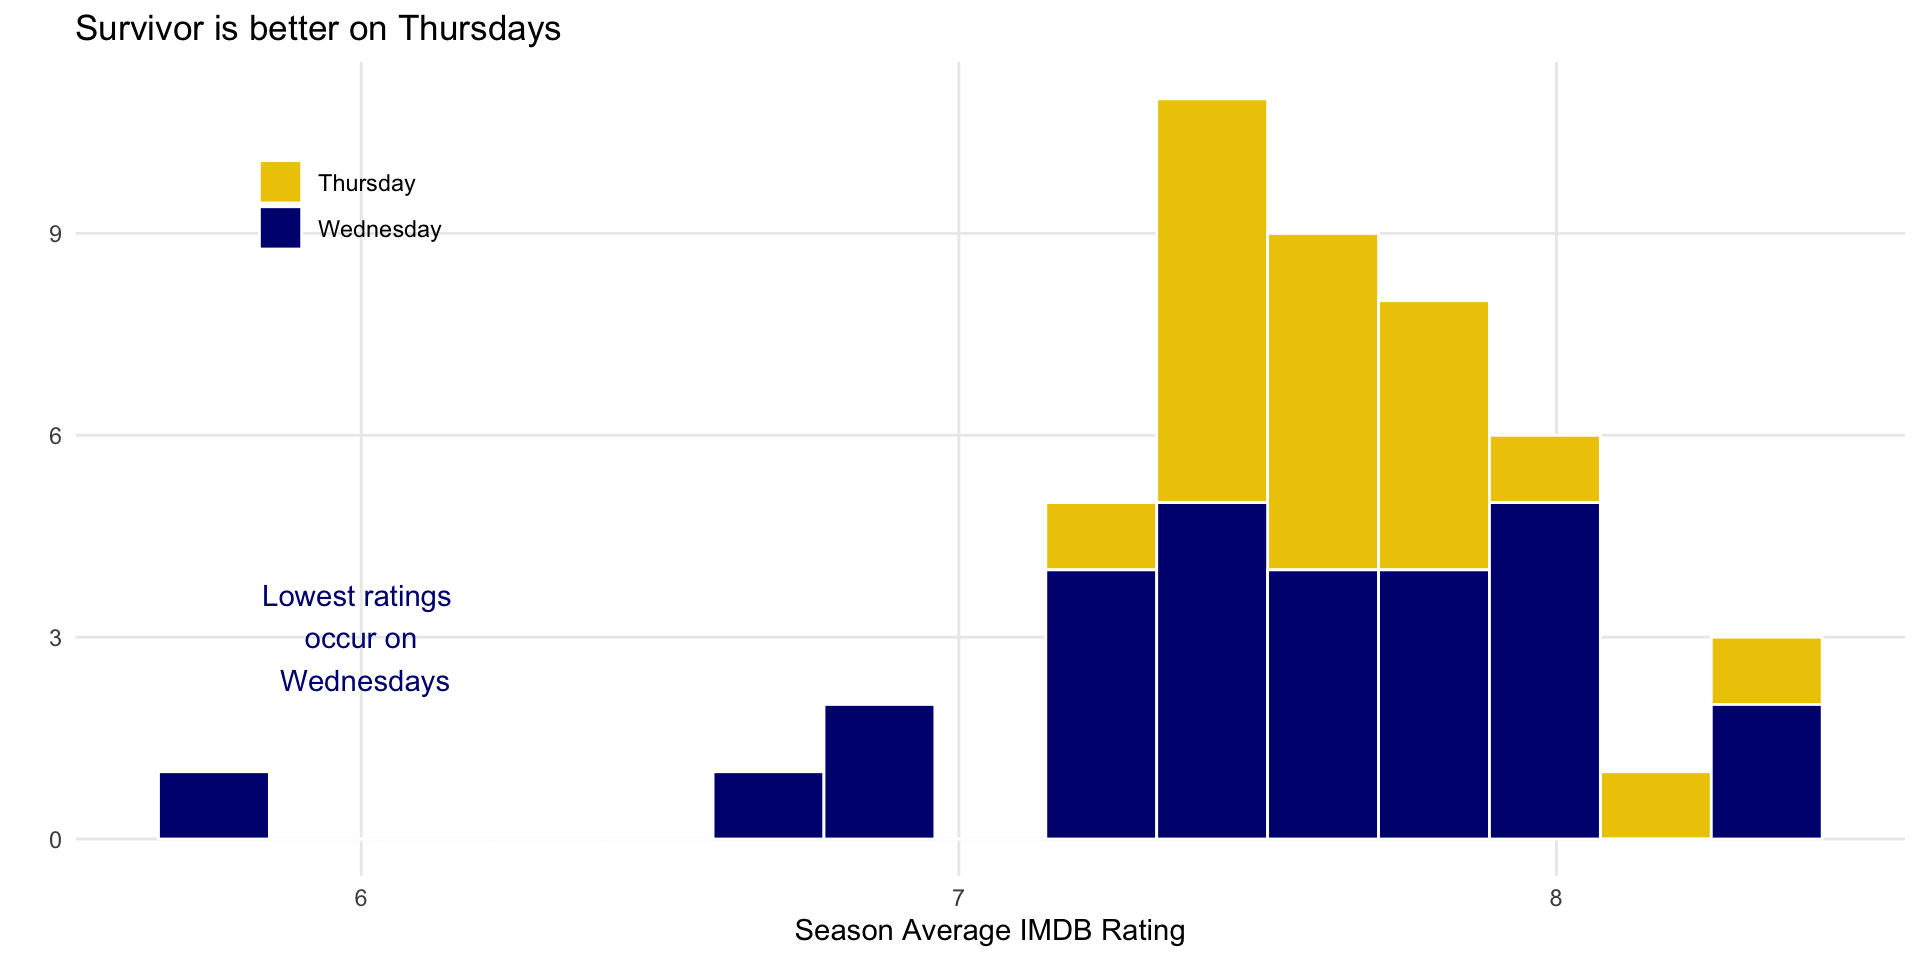 Survivor is better on Thursdays
Thursday
Wednesday
9
6
3
0
Lowest ratings
occur on
Wednesdays
6
7
8
Season Average IMDB Rating